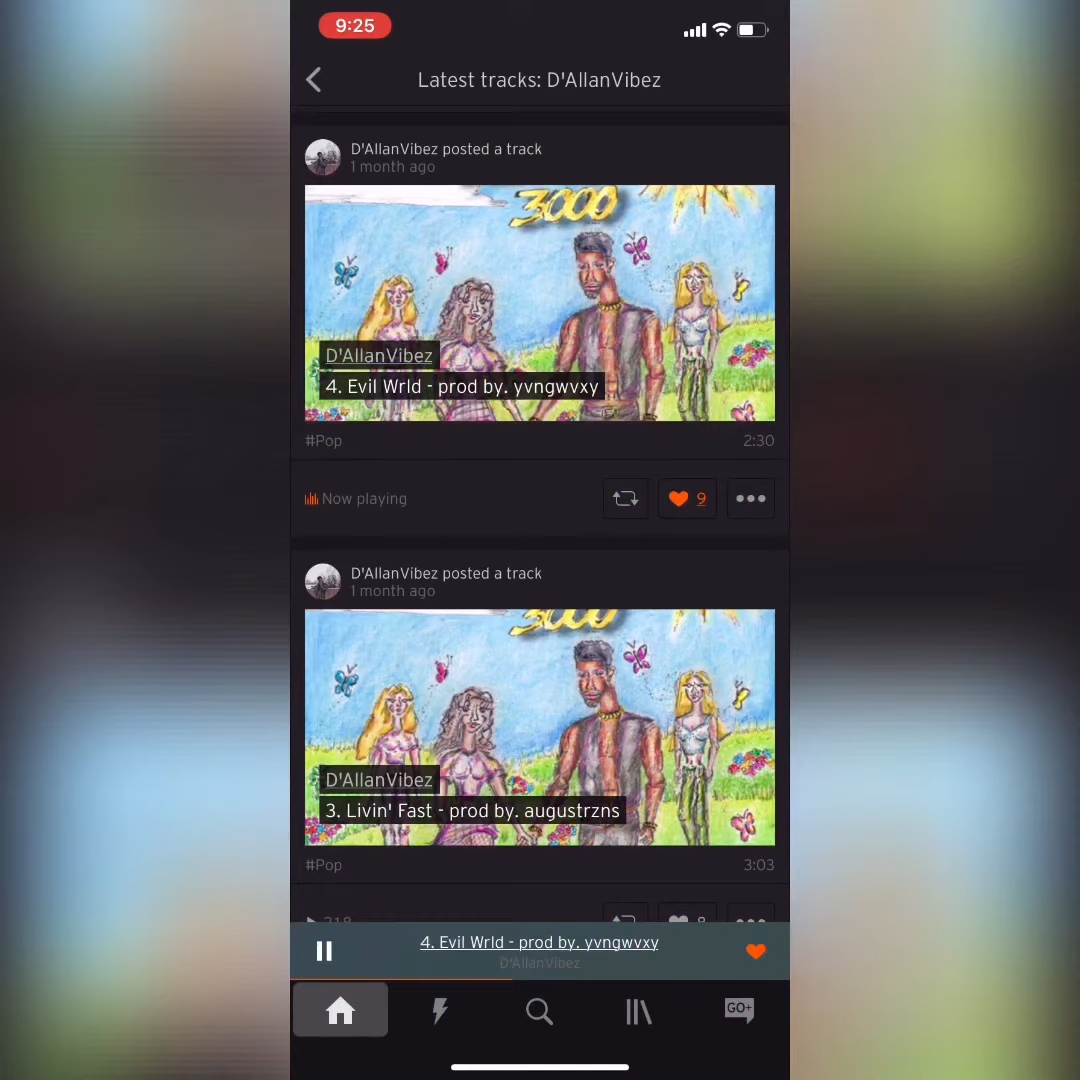 9:25
Latest tracks: D'AllanVibez
D'AllanVibez posted a track
1 month ago
3000
D'AllanVibez
4. Evil Wrld - prod by. yvngwvxy
#Pop
2:30
Now playing
9
D'AllanVibez posted a track
1 month ago
3000
D'AllanVibez
3. Livin' Fast - prod by. augustrzns
#Pop
3:03
4. Evil Wrld - prod by. yvngwvxy
D'AllanVibez
GO+